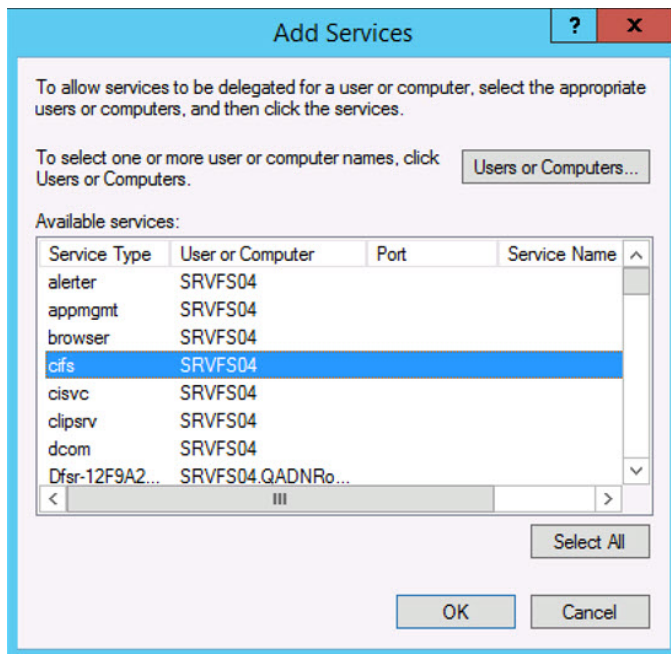 Add Services
?
x
To allow services to be delegated for a user or computer, select the appropriate
users or computers, and then click the services.
To select one or more user or computer names, click
Users or Computers.
Users or Computers...
Available services:
Service Type User or Computer Port Service Name
alerter SRVFS04
appmgmt SRVFS04
browser SRVFS04
cifs SRVFS04
cisvc SRVFS04
clipsrv SRVFS04
dcom SRVFS04
Dfsr-12F9A2... SRVFS04.QADNRo...
Select All
OK Cancel